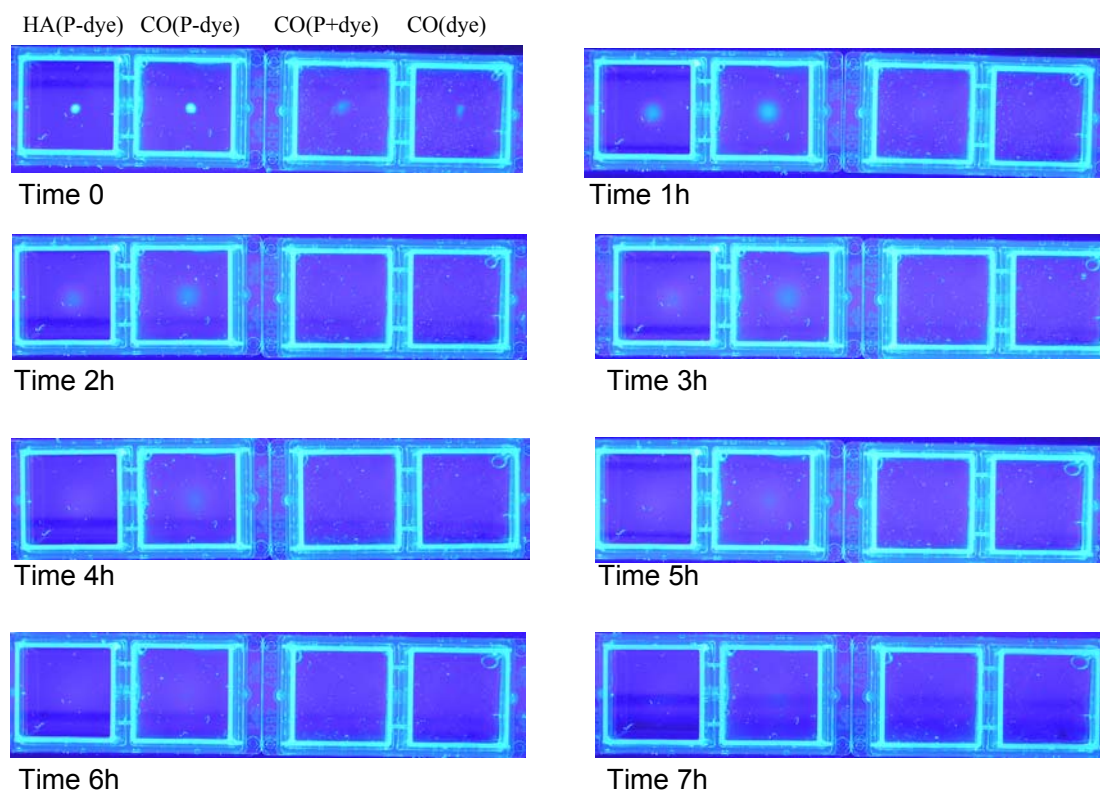 HA(P-dye) CO(P-dye) CO(P+dye) CO(dye)
Time 0
Time 1h
Time 2h
Time 3h
Time 4h
Time 5h
Time 6h
Time 7h